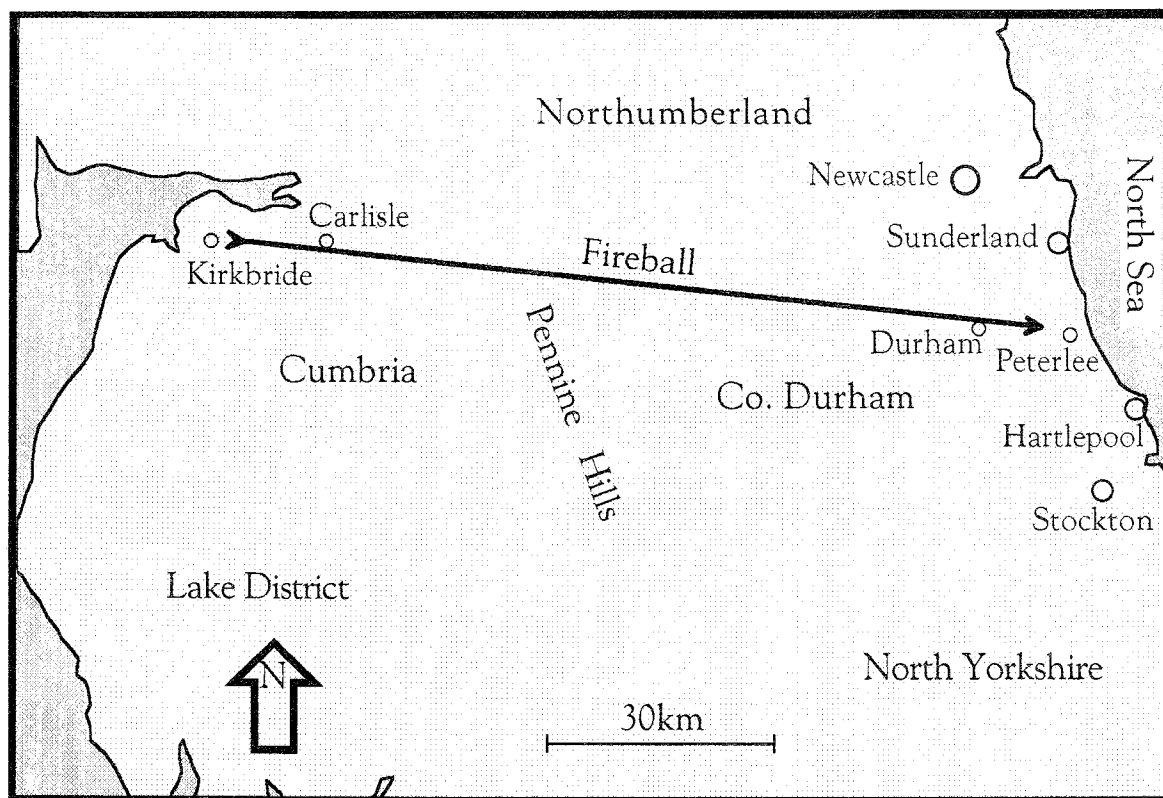 Northumberland
Newcastle
North Sea
Carlisle
Sunderland
Kirkbride
Fireball
Durham
Peterlee
Pennine Hills
Cumbria
Co. Durham
Hartlepool
Stockton
Lake District
N
North Yorkshire
30km